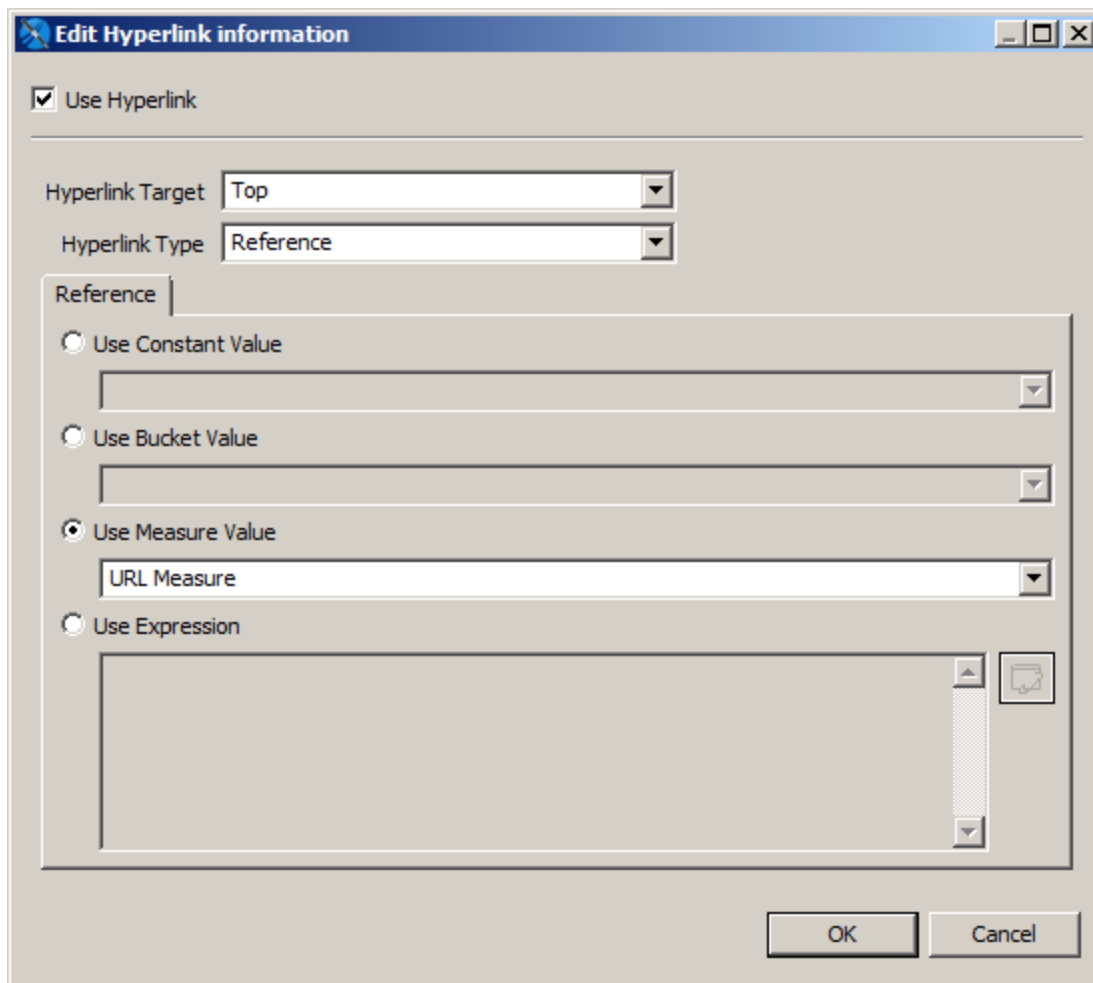 Edit Hyperlink information
Use Hyperlink
Hyperlink Target Top
Hyperlink Type Reference
Reference
Use Constant Value
Use Bucket Value
Use Measure Value
URL Measure
Use Expression
OK Cancel